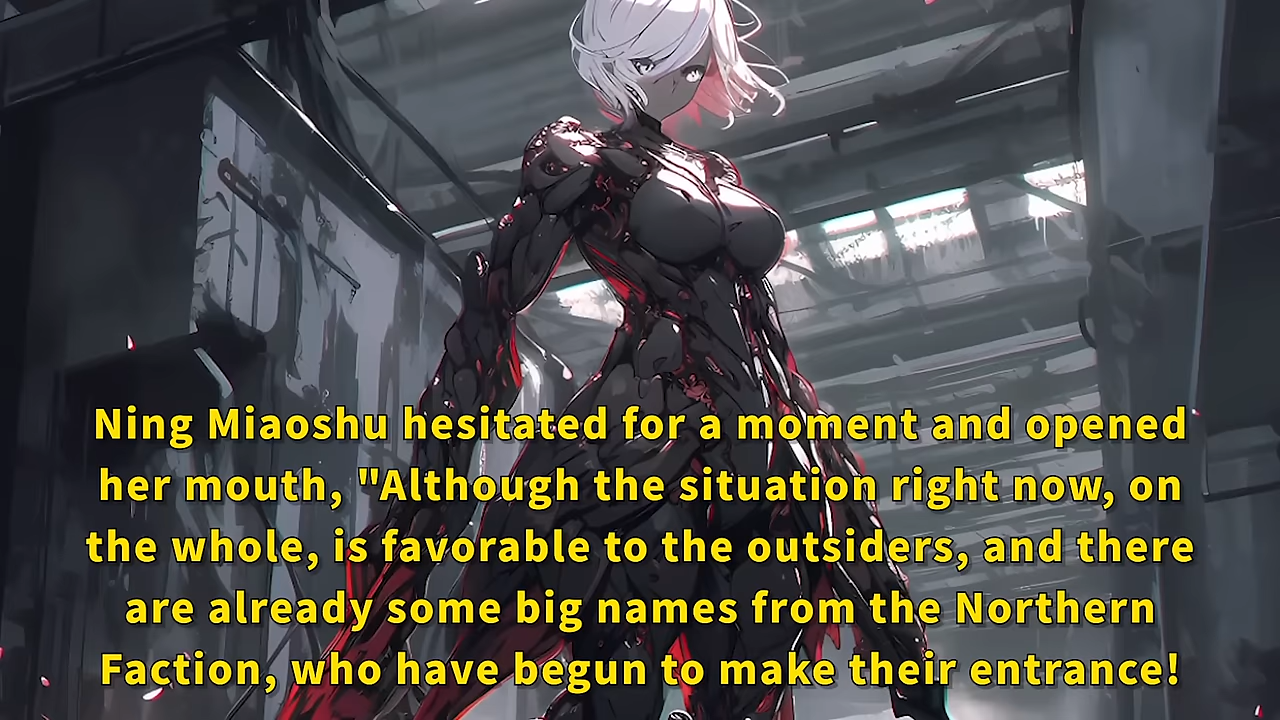 Ning Miaoshu hesitated for a moment and opened
her mouth, "Although the situation right now, on
the whole, is favorable to the outsiders, and there
are already some big names from the Northern
Faction, who have begun to make their entrance!